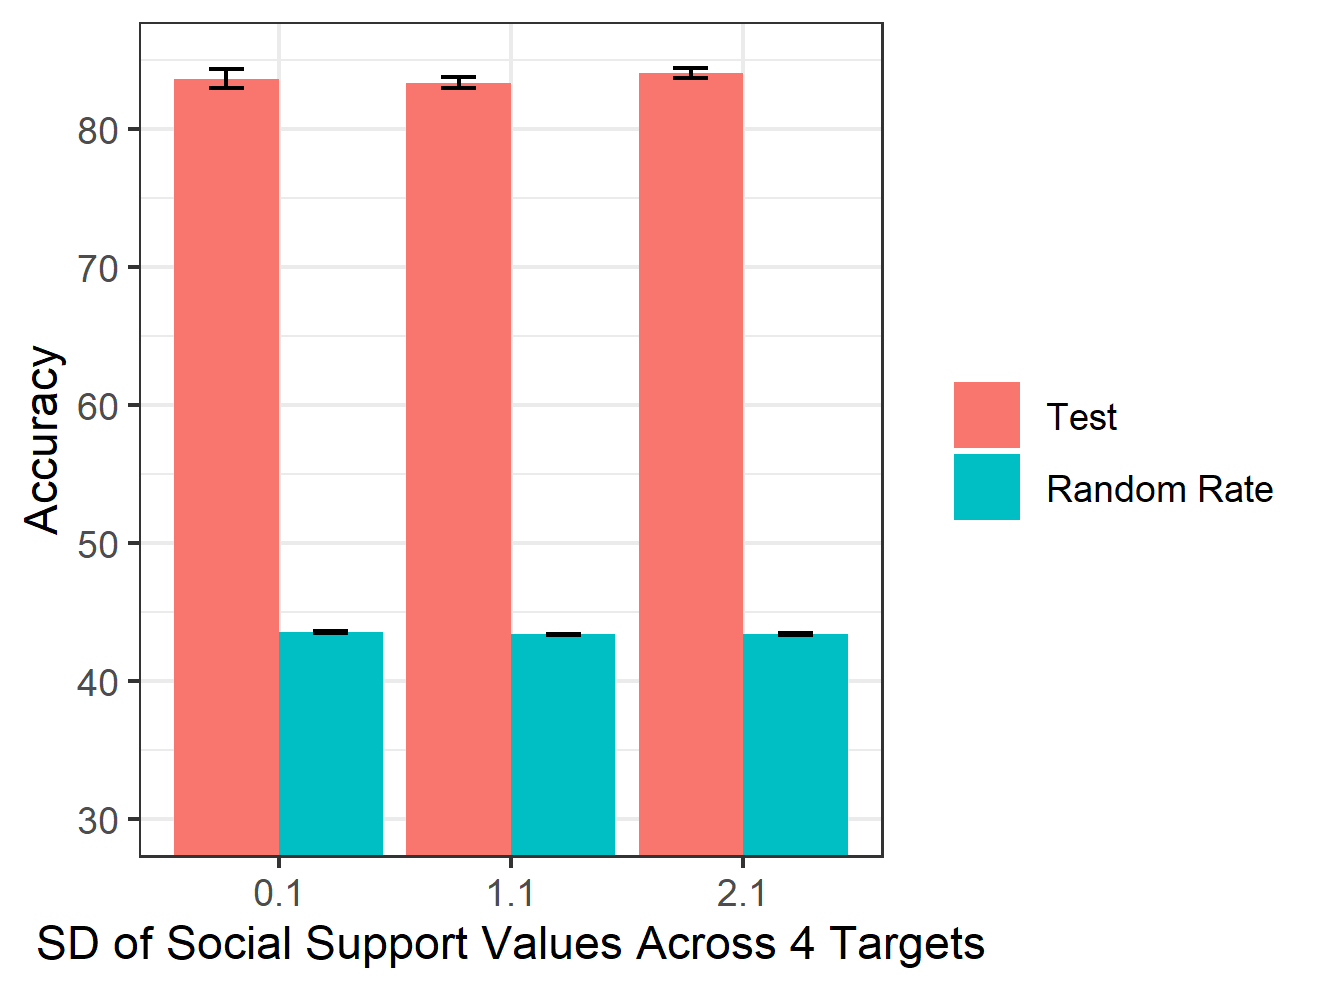 Accuracy
80
70
60
50
40
30
0.1 1.1 2.1
SD of Social Support Values Across 4 Targets
Test
Random Rate